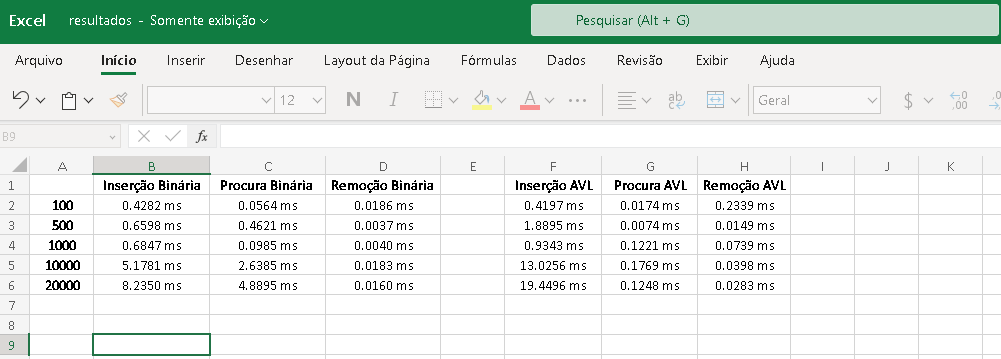 Excel resultados - Somente exibição Pesquisar (Alt + G)
Arquivo Início Inserir Desenhar Layout da Página Fórmulas Dados Revisão Exibir Ajuda
12 N I A ab Geral $ ,00
B9 fx
A B C D E F G H I J K
1 Inserção Binária Procura Binária Remoção Binária Inserção AVL Procura AVL Remoção AVL
2 100 0.4282 ms 0.0564 ms 0.0186 ms 0.4197 ms 0.0174 ms 0.2339 ms
3 500 0.6598 ms 0.4621 ms 0.0037 ms 1.8895 ms 0.0074 ms 0.0149 ms
4 1000 0.6847 ms 0.0985 ms 0.0040 ms 0.9343 ms 0.1221 ms 0.0739 ms
5 10000 5.1781 ms 2.6385 ms 0.0183 ms 13.0256 ms 0.1769 ms 0.0398 ms
6 20000 8.2350 ms 4.8895 ms 0.0160 ms 19.4496 ms 0.1248 ms 0.0283 ms
7
8
9